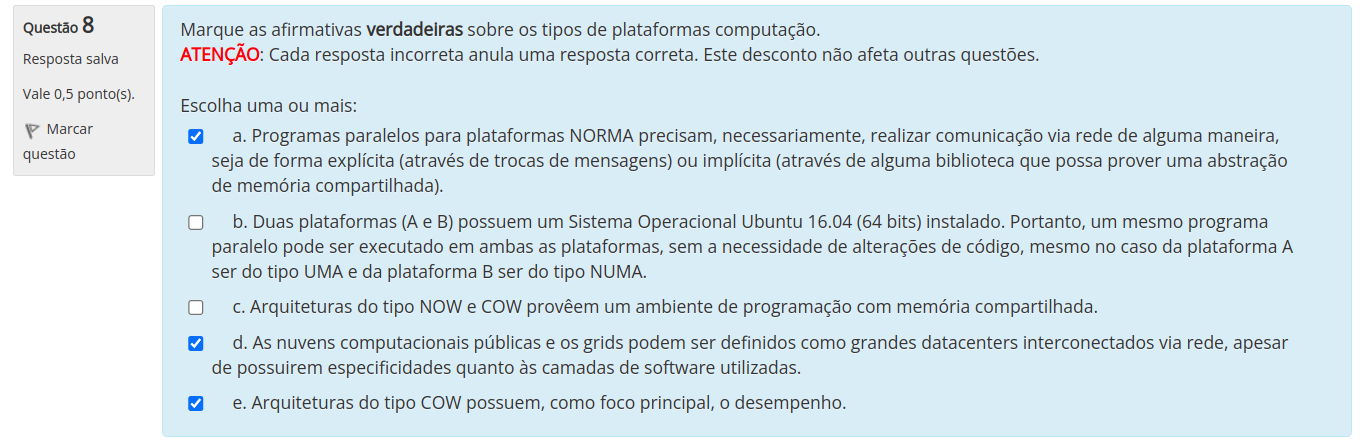 Questão 8
Resposta salva
Vale 0,5 ponto(s).
Marcar
questão
Marque as afirmativas verdadeiras sobre os tipos de plataformas computação.
ATENÇÃO: Cada resposta incorreta anula uma resposta correta. Este desconto não afeta outras questões.
Escolha uma ou mais:
a. Programas paralelos para plataformas NORMA precisam, necessariamente, realizar comunicação via rede de alguma maneira,
seja de forma explícita (através de trocas de mensagens) ou implícita (através de alguma biblioteca que possa prover uma abstração
de memória compartilhada).
b. Duas plataformas (A e B) possuem um Sistema Operacional Ubuntu 16.04 (64 bits) instalado. Portanto, um mesmo programa
paralelo pode ser executado em ambas as plataformas, sem a necessidade de alterações de código, mesmo no caso da plataforma A
ser do tipo UMA e da plataforma B ser do tipo NUMA.
c. Arquiteturas do tipo NOW e COW provêem um ambiente de programação com memória compartilhada.
d. As nuvens computacionais públicas e os grids podem ser definidos como grandes datacenters interconectados via rede, apesar
de possuirem especificidades quanto às camadas de software utilizadas.
e. Arquiteturas do tipo COW possuem, como foco principal, o desempenho.